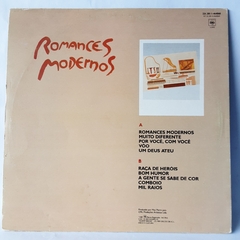 ROMANCES
MODERNOS
A
ROMANCES MODERNOS
MUITO DIFERENTE
POR VOCÊ, COM VOCÊ
VÔO
UM DEUS ATEU
B
RAÇA DE HERÓIS
BOM HUMOR
A GENTE SE SABE DE COR
COMBOIO
MIL RAIOS